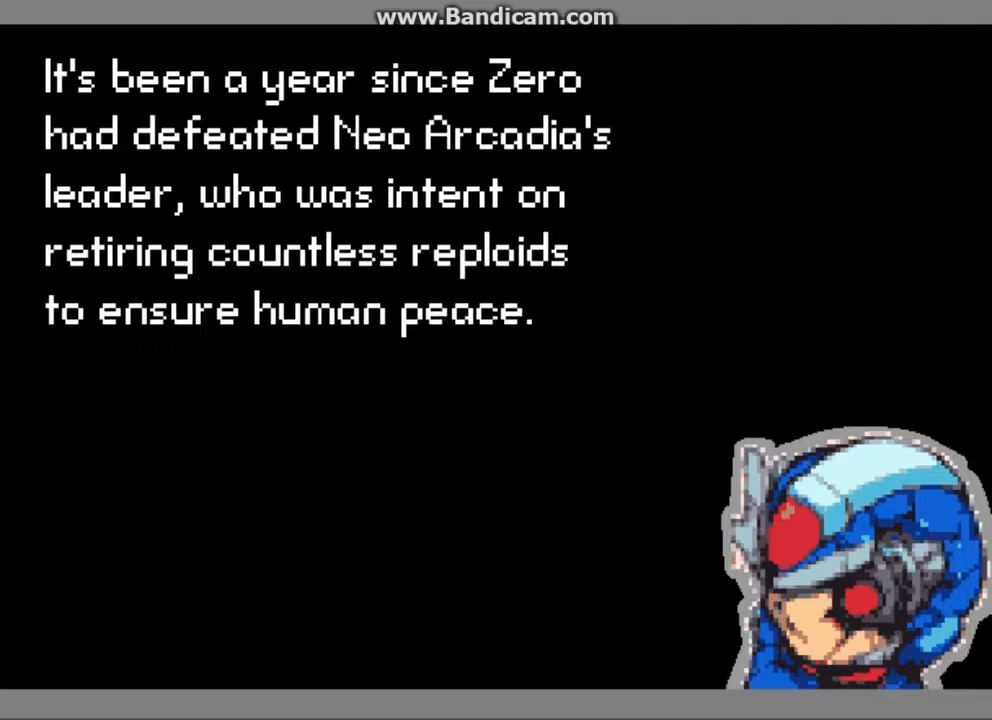 www.Bandicam.com
It's been a year since Zero
had defeated Neo Arcadia's
leader, who was intent on
retiring countless reploids
to ensure human peace.